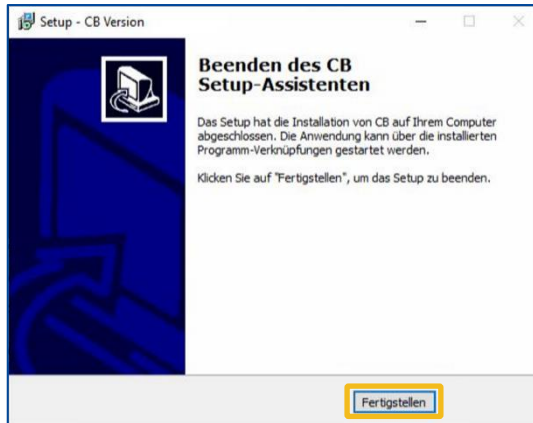 Setup - CB Version
Beenden des CB
Setup-Assistenten
Das Setup hat die Installation von CB auf Ihrem Computer
abgeschlossen. Die Anwendung kann über die installierten
Programm-Verknüpfungen gestartet werden.
Klicken Sie auf "Fertigstellen", um das Setup zu beenden.
Fertigstellen